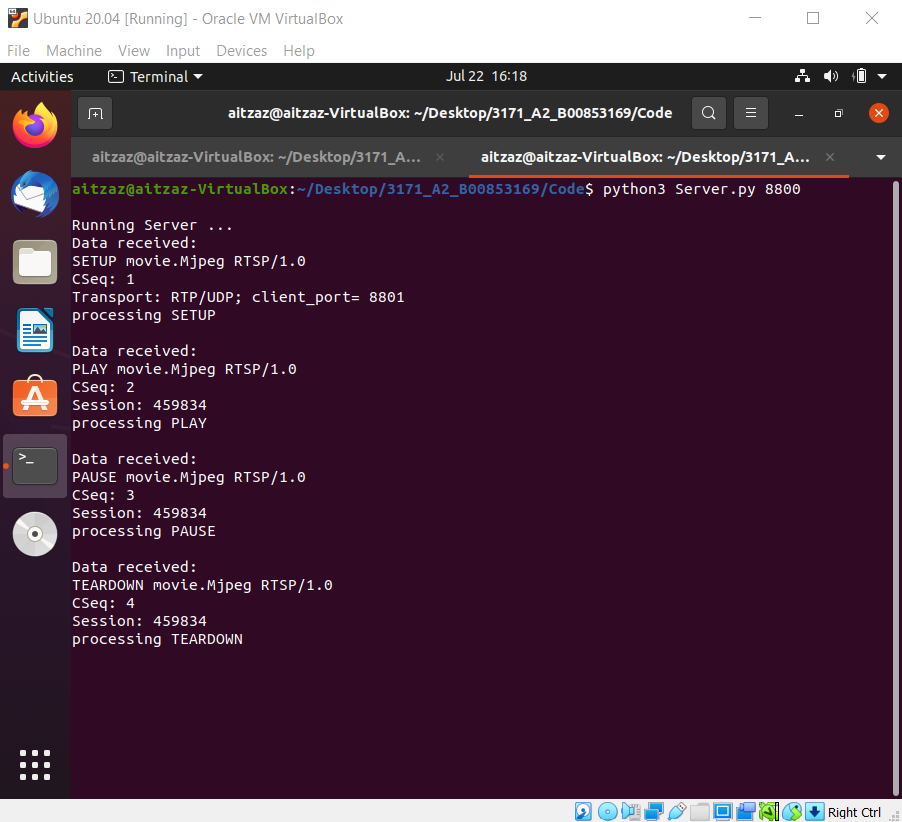 Ubuntu 20.04 [Running] - Oracle VM VirtualBox
File Machine View Input Devices Help
Activities Terminal Jul 22 16:18
aitzaz@aitzaz-VirtualBox: ~/Desktop/3171_A2_B00853169/Code
aitzaz@aitzaz-VirtualBox: ~/Desktop/3171_A... aitzaz@aitzaz-VirtualBox: ~/Desktop/3171_A...
aitzaz@aitzaz-VirtualBox:~/Desktop/3171_A2_B00853169/Code$ python3 Server.py 8800
Running Server ...
Data received:
SETUP movie.Mjpeg RTSP/1.0
CSeq: 1
Transport: RTP/UDP; client_port= 8801
processing SETUP
Data received:
PLAY movie.Mjpeg RTSP/1.0
CSeq: 2
Session: 459834
processing PLAY
Data received:
PAUSE movie.Mjpeg RTSP/1.0
CSeq: 3
Session: 459834
processing PAUSE
Data received:
TEARDOWN movie.Mjpeg RTSP/1.0
CSeq: 4
Session: 459834
processing TEARDOWN
Right Ctrl